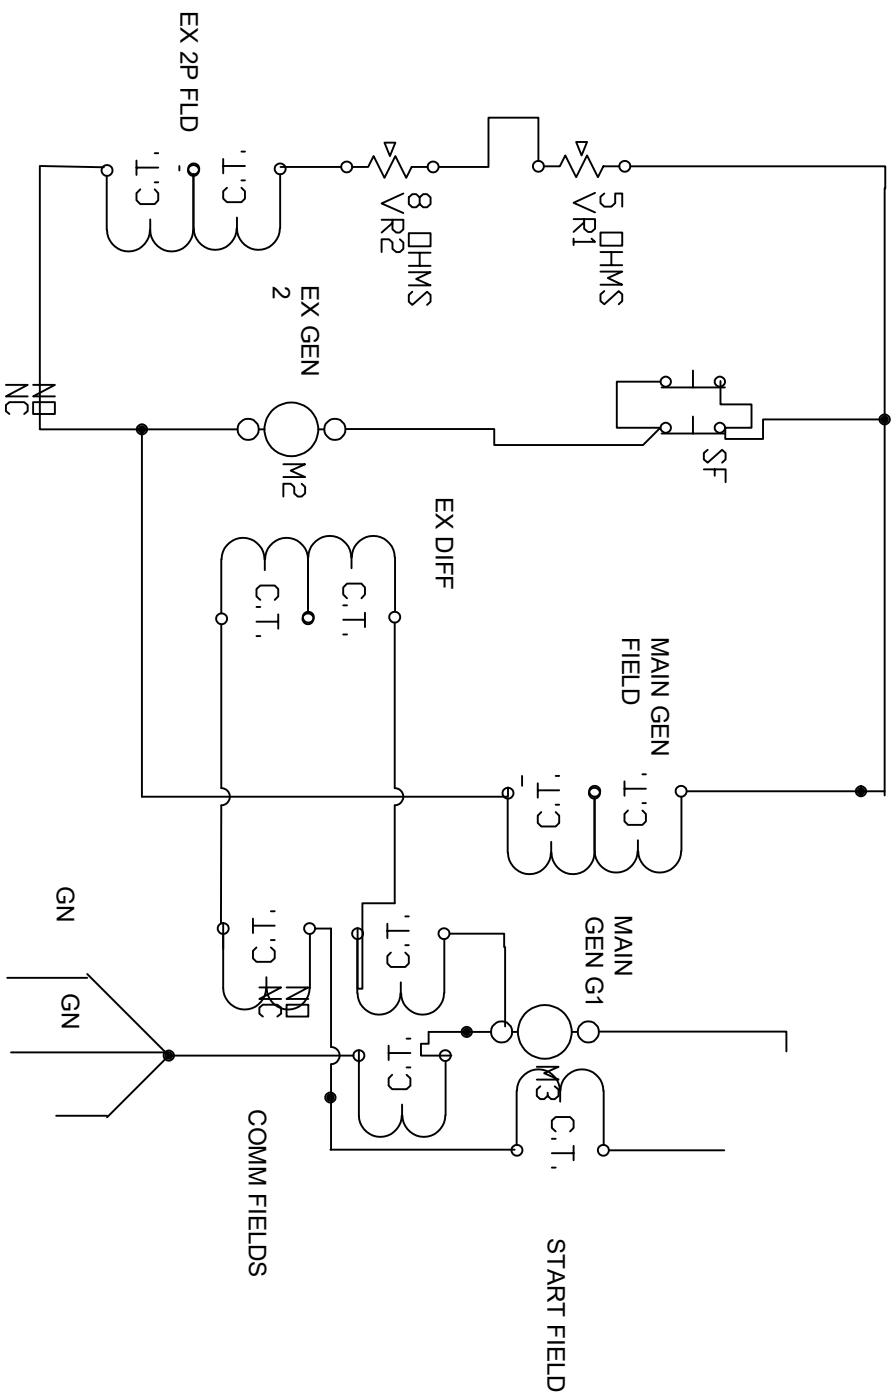 EX 2P FLD
C.T.
C.T.
8 OHMS
VR2
5 OHMS
VR1
EX GEN
2
NO
NC
M2
SF
EX DIFF
C.T.
C.T.
MAIN GEN
FIELD
C.T.
C.T.
GN
GN
C.T.
NO
NC
C.T.
C.T.
MAIN
GEN G1
M3
C.T.
COMM FIELDS
START FIELD